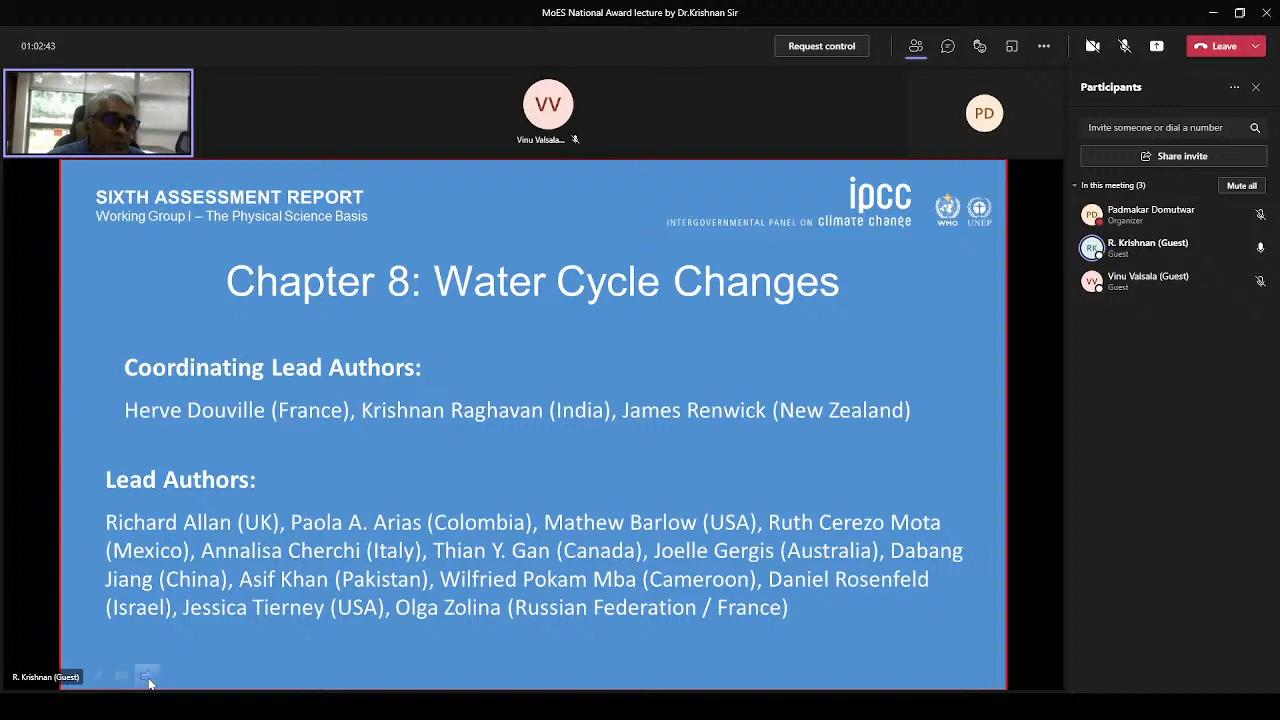 MoES National Award lecture by Dr.Krishnan Sir
01:02:43
Request control
Leave
VV
Vinu Valsala...
PD
Participants
Invite someone or dial a number
Share invite
In this meeting (3)
Mute all
PD
Padmakar Domutwar
Organizer
RK
R. Krishnan (Guest)
Guest
VV
Vinu Valsala (Guest)
Guest
SIXTH ASSESSMENT REPORT
Working Group I – The Physical Science Basis
ipcc
INTERGOVERNMENTAL PANEL ON climate change
WMO
UNEP
Chapter 8: Water Cycle Changes
Coordinating Lead Authors:
Herve Douville (France), Krishnan Raghavan (India), James Renwick (New Zealand)
Lead Authors:
Richard Allan (UK), Paola A. Arias (Colombia), Mathew Barlow (USA), Ruth Cerezo Mota
(Mexico), Annalisa Cherchi (Italy), Thian Y. Gan (Canada), Joelle Gergis (Australia), Dabang
Jiang (China), Asif Khan (Pakistan), Wilfried Pokam Mba (Cameroon), Daniel Rosenfeld
(Israel), Jessica Tierney (USA), Olga Zolina (Russian Federation / France)
R. Krishnan (Guest)